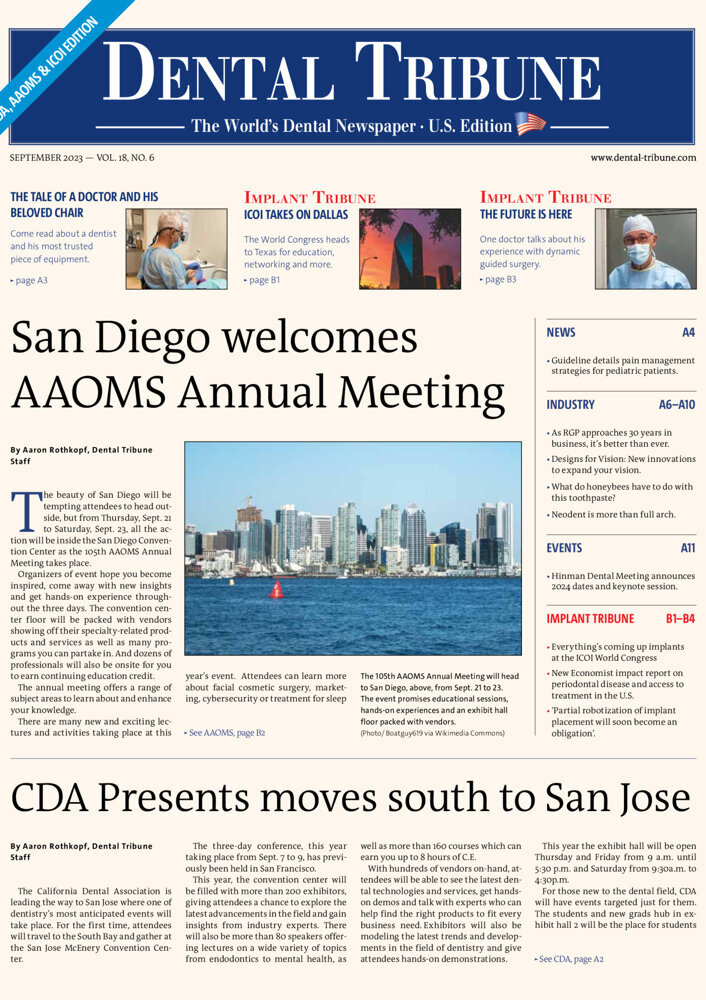 DA, AAOMS & ICOI EDITION
DENTAL TRIBUNE
The World's Dental Newspaper · U.S. Edition
SEPTEMBER 2023 — VOL. 18, NO. 6
www.dental-tribune.com
THE TALE OF A DOCTOR AND HIS
BELOVED CHAIR
Come read about a dentist
and his most trusted
piece of equipment.
▸ page A3
IMPLANT TRIBUNE
ICOI TAKES ON DALLAS
The World Congress heads
to Texas for education,
networking and more.
▸ page B1
IMPLANT TRIBUNE
THE FUTURE IS HERE
One doctor talks about his
experience with dynamic
guided surgery.
▸ page B3
San Diego welcomes
AAOMS Annual Meeting
By Aaron Rothkopf, Dental Tribune
Staff
The beauty of San Diego will be
tempting attendees to head out-
side, but from Thursday, Sept. 21
to Saturday, Sept. 23, all the ac-
tion will be inside the San Diego Conven-
tion Center as the 105th AAOMS Annual
Meeting takes place.
Organizers of event hope you become
inspired, come away with new insights
and get hands-on experience through-
out the three days. The convention cen-
ter floor will be packed with vendors
showing off their specialty-related prod-
ucts and services as well as many pro-
grams you can partake in. And dozens of
professionals will also be onsite for you
to earn continuing education credit.
The annual meeting offers a range of
subject areas to learn about and enhance
your knowledge.
There are many new and exciting lec-
tures and activities taking place at this
year's event. Attendees can learn more
about facial cosmetic surgery, market-
ing, cybersecurity or treatment for sleep
▸ See AAOMS, page B2
The 105th AAOMS Annual Meeting will head
to San Diego, above, from Sept. 21 to 23.
The event promises educational sessions,
hands-on experiences and an exhibit hall
floor packed with vendors.
(Photo/ Boatguy619 via Wikimedia Commons)
NEWS A4
• Guideline details pain management
strategies for pediatric patients.
INDUSTRY A6–A10
• As RGP approaches 30 years in
business, it's better than ever.
• Designs for Vision: New innovations
to expand your vision.
• What do honeybees have to do with
this toothpaste?
• Neodent is more than full arch.
EVENTS A11
• Hinman Dental Meeting announces
2024 dates and keynote session.
IMPLANT TRIBUNE B1–B4
• Everything's coming up implants
at the ICOI World Congress
• New Economist impact report on
periodontal disease and access to
treatment in the U.S.
• 'Partial robotization of implant
placement will soon become an
obligation'.
CDA Presents moves south to San Jose
By Aaron Rothkopf, Dental Tribune
Staff
The California Dental Association is
leading the way to San Jose where one of
dentistry's most anticipated events will
take place. For the first time, attendees
will travel to the South Bay and gather at
the San Jose McEnery Convention Cen-
ter.
The three-day conference, this year
taking place from Sept. 7 to 9, has previ-
ously been held in San Francisco.
This year, the convention center will
be filled with more than 200 exhibitors,
giving attendees a chance to explore the
latest advancements in the field and gain
insights from industry experts. There
will also be more than 80 speakers offer-
ing lectures on a wide variety of topics
from endodontics to mental health, as
well as more than 160 courses which can
earn you up to 8 hours of C.E.
With hundreds of vendors on-hand, at-
tendees will be able to see the latest den-
tal technologies and services, get hands-
on demos and talk with experts who can
help find the right products to fit every
business need. Exhibitors will also be
modeling the latest trends and develop-
ments in the field of dentistry and give
attendees hands-on demonstrations.
This year the exhibit hall will be open
Thursday and Friday from 9 a.m. until
5:30 p.m. and Saturday from 9:30a.m. to
4:30p.m.
For those new to the dental field, CDA
will have events targeted just for them.
The students and new grads hub in ex-
hibit hall 2 will be the place for students
▸ See CDA, page A2